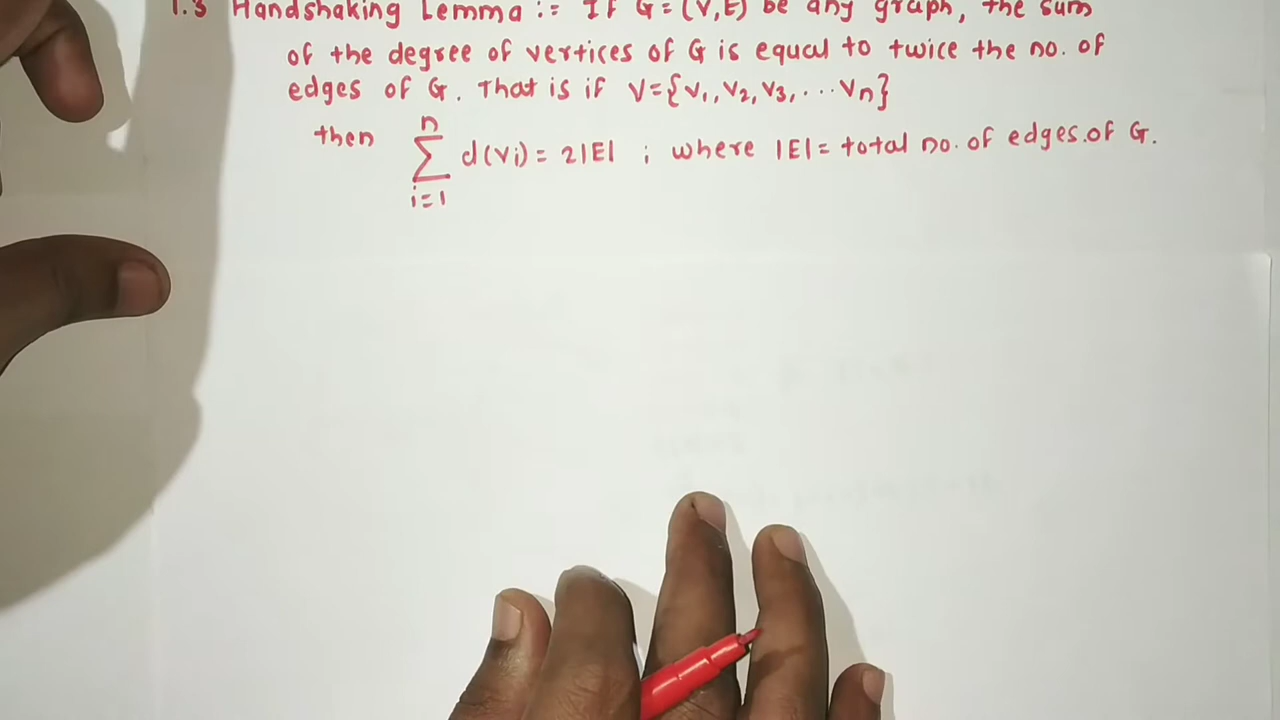 1.3 Handshaking Lemma := If G=(V,E) be any graph, the sum
of the degree of vertices of G is equal to twice the no. of
edges of G. That is if V={v₁, v₂, v₃, ... vn}
then n∑i=1 d(vi) = 2|E| ; where |E| = total no. of edges.of G.